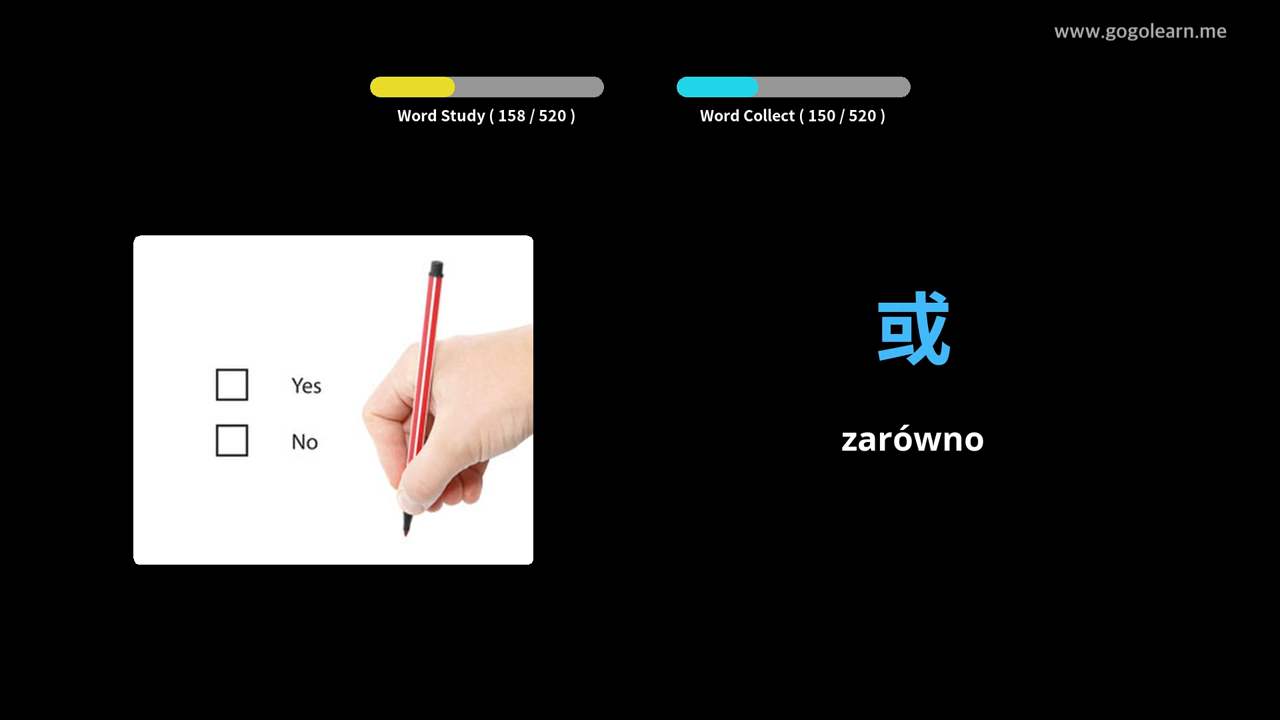 www.gogolearn.me
Word Study ( 158 / 520 )
Word Collect ( 150 / 520 )
Yes
No
或
zarówno